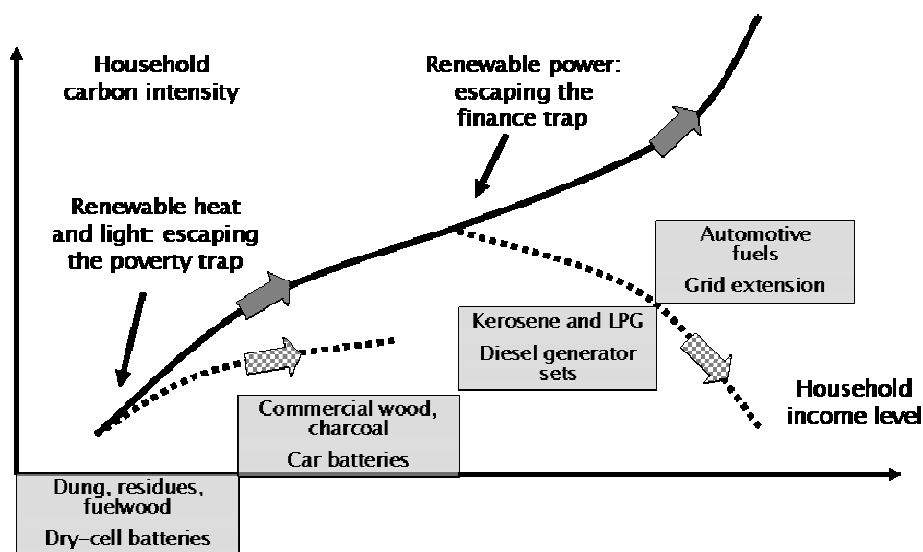 Household
carbon intensity
Renewable power:
escaping the
finance trap
Renewable heat
and light: escaping
the poverty trap
Automotive
fuels
Grid extension
Kerosene and LPG
Diesel generator
sets
Household
income level
Commercial wood,
charcoal
Car batteries
Dung, residues,
fuelwood
Dry-cell batteries